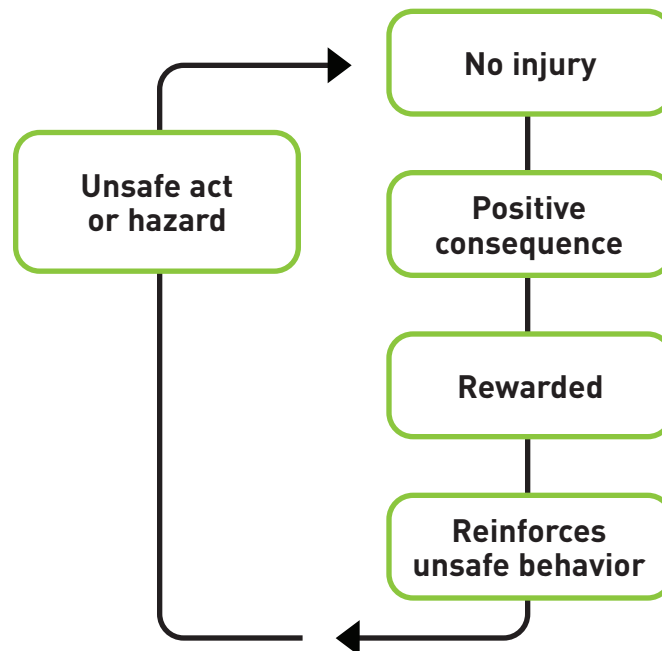 No injury
Unsafe act
or hazard
Positive
consequence
Rewarded
Reinforces
unsafe behavior